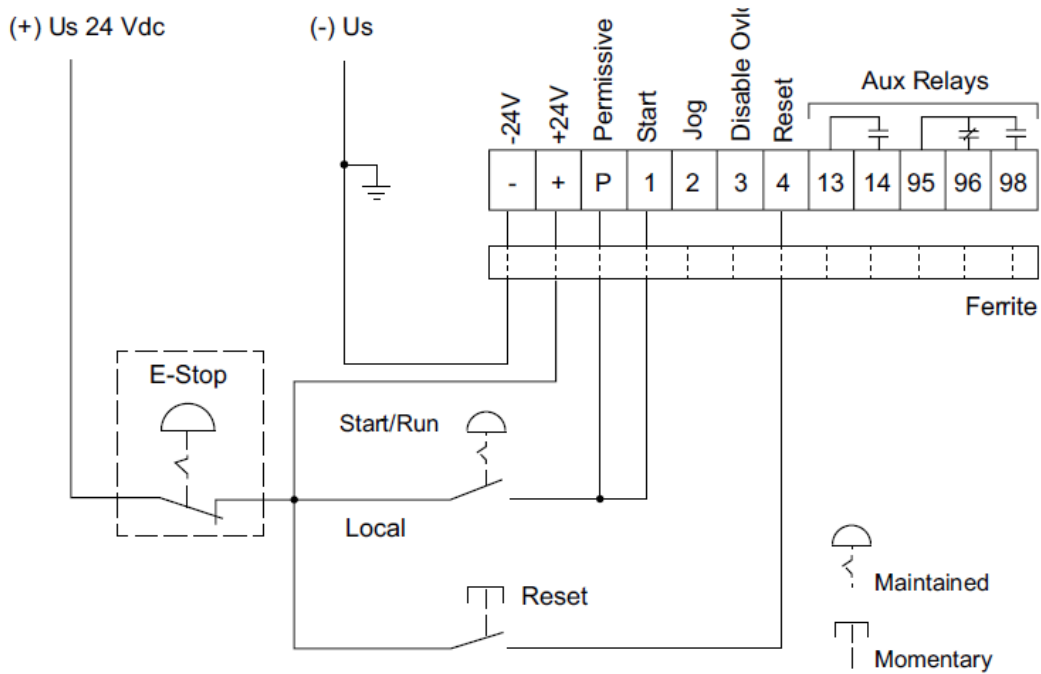 (+) Us 24 Vdc
(-) Us
-24V
+24V
Permissive
Start
Jog
Disable
Reset
Aux Relays
- + P 1 2 3 4 13 14 95 96 98
Ferrite
E-Stop
Start/Run
Local
Reset
Maintained
Momentary